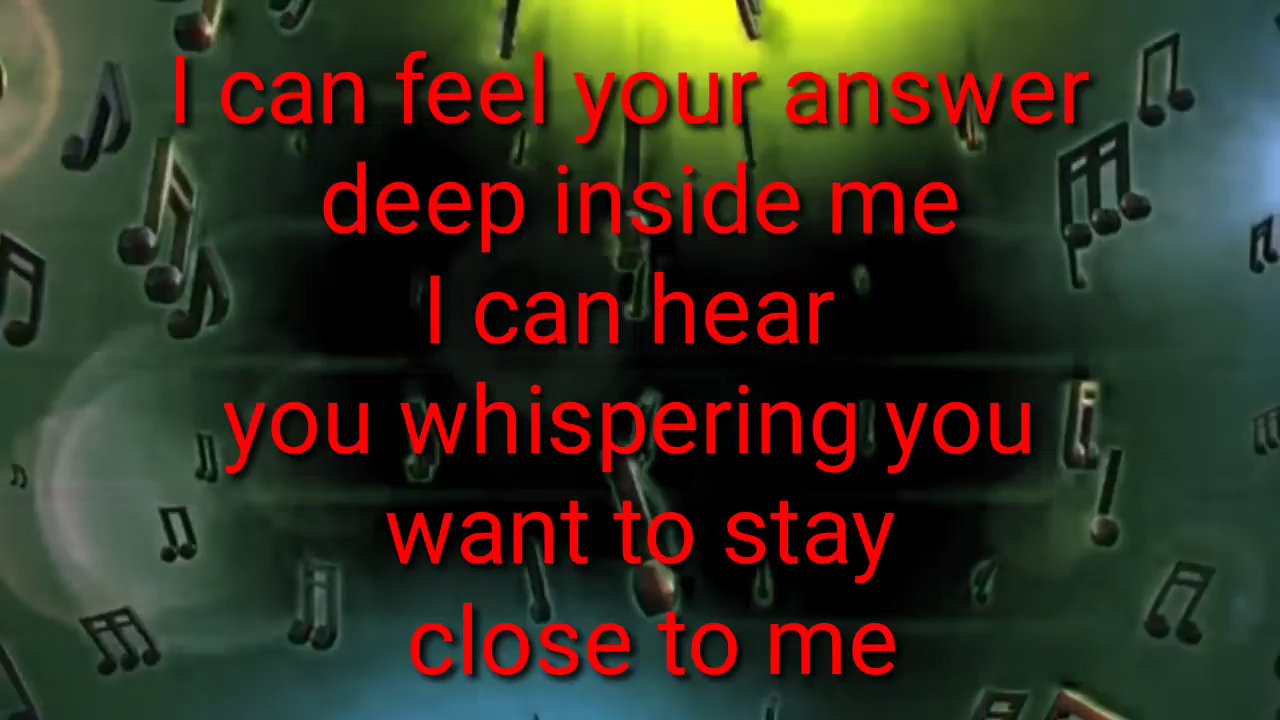 I can feel your answer
deep inside me
I can hear
you whispering you
want to stay
close to me